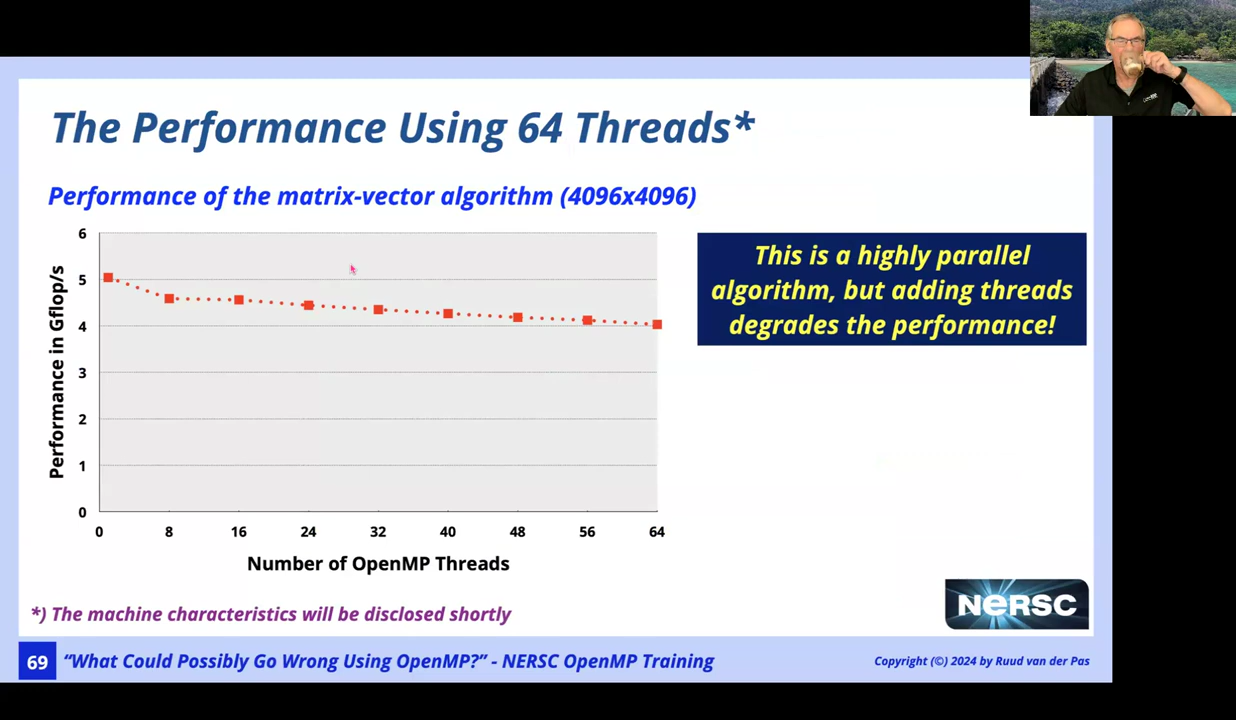 The Performance Using 64 Threads*
Performance of the matrix-vector algorithm (4096x4096)
Performance in Gflop/s
6
5
4
3
2
1
0
0 8 16 24 32 40 48 56 64
Number of OpenMP Threads
This is a highly parallel
algorithm, but adding threads
degrades the performance!
*) The machine characteristics will be disclosed shortly
NERSC
69 “What Could Possibly Go Wrong Using OpenMP?” - NERSC OpenMP Training
Copyright (©) 2024 by Ruud van der Pas